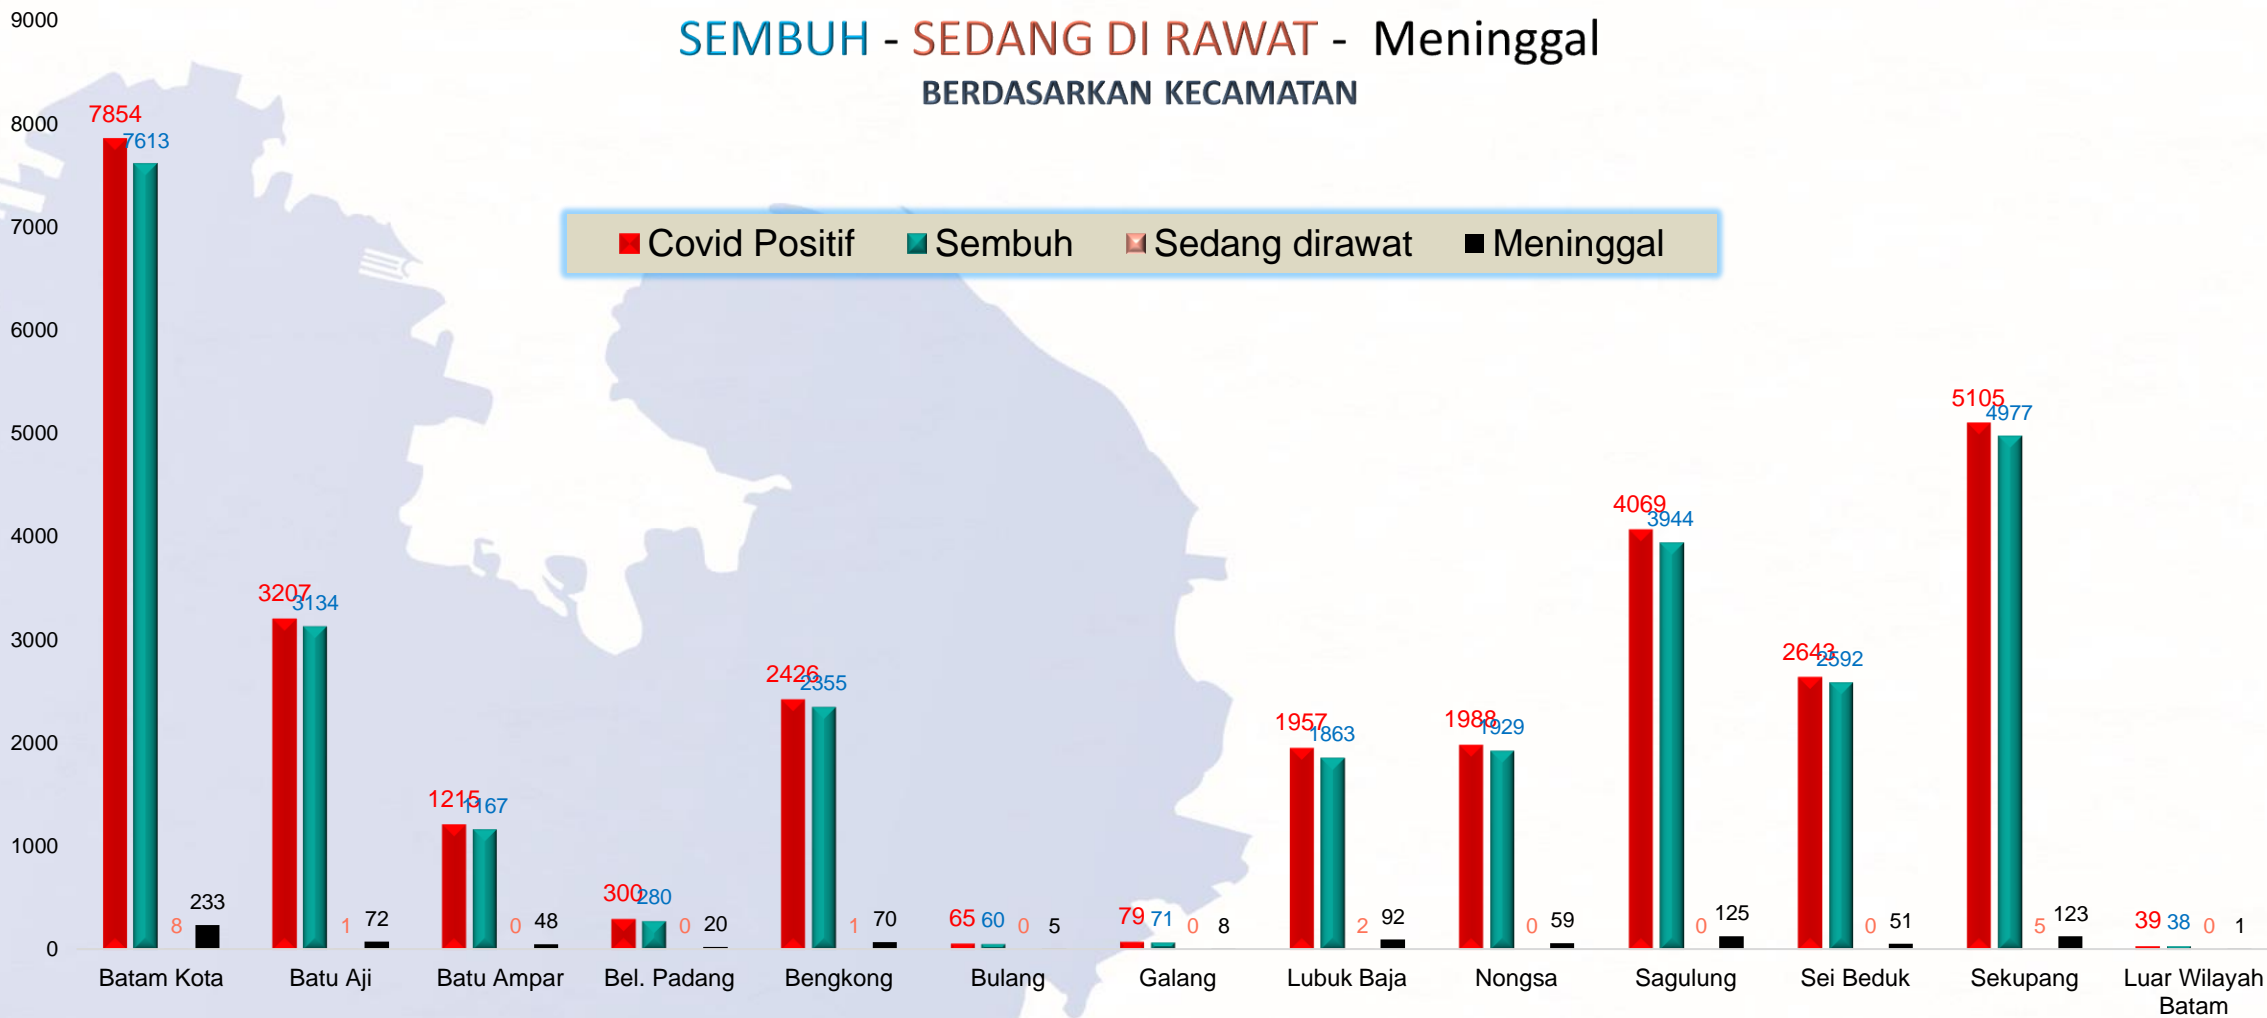 SEMBUH - SEDANG DI RAWAT - Meninggal
BERDASARKAN KECAMATAN
Covid Positif Sembuh Sedang dirawat Meninggal
9000
8000
7000
6000
5000
4000
3000
2000
1000
0
7854 7613 8 233
3207 3134 1 72
1215 1167 0 48
300 280 0 20
2426 2355 1 70
65 60 0 5
79 71 0 8
1957 1863 2 92
1988 1929 0 59
4069 3944 0 125
2643 2592 0 51
5105 4977 5 123
39 38 0 1
Batam Kota
Batu Aji
Batu Ampar
Bel. Padang
Bengkong
Bulang
Galang
Lubuk Baja
Nongsa
Sagulung
Sei Beduk
Sekupang
Luar Wilayah
Batam